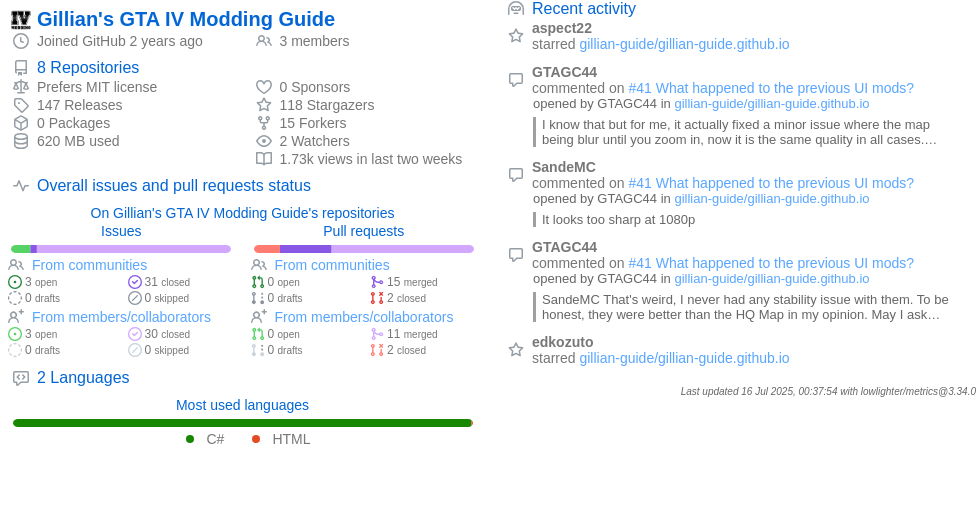 Gillian's GTA IV Modding Guide
Joined GitHub 2 years ago
3 members
8 Repositories
Prefers MIT license
0 Sponsors
147 Releases
118 Stargazers
0 Packages
15 Forkers
620 MB used
2 Watchers
1.73k views in last two weeks
Overall issues and pull requests status
On Gillian's GTA IV Modding Guide's repositories
Issues
Pull requests
From communities
From communities
3 open
31 closed
0 open
15 merged
0 drafts
0 skipped
0 drafts
2 closed
From members/collaborators
From members/collaborators
3 open
30 closed
0 open
11 merged
0 drafts
0 skipped
0 drafts
2 closed
2 Languages
Most used languages
C#
HTML
Recent activity
aspect22
starred gillian-guide/gillian-guide.github.io
GTAGC44
commented on #41 What happened to the previous UI mods?
opened by GTAGC44 in gillian-guide/gillian-guide.github.io
I know that but for me, it actually fixed a minor issue where the map
being blur until you zoom in, now it is the same quality in all cases.…
SandeMC
commented on #41 What happened to the previous UI mods?
opened by GTAGC44 in gillian-guide/gillian-guide.github.io
It looks too sharp at 1080p
GTAGC44
commented on #41 What happened to the previous UI mods?
opened by GTAGC44 in gillian-guide/gillian-guide.github.io
SandeMC That's weird, I never had any stability issue with them. To be
honest, they were better than the HQ Map in my opinion. May I ask…
edkozuto
starred gillian-guide/gillian-guide.github.io
Last updated 16 Jul 2025, 00:37:54 with lowlighter/metrics@3.34.0